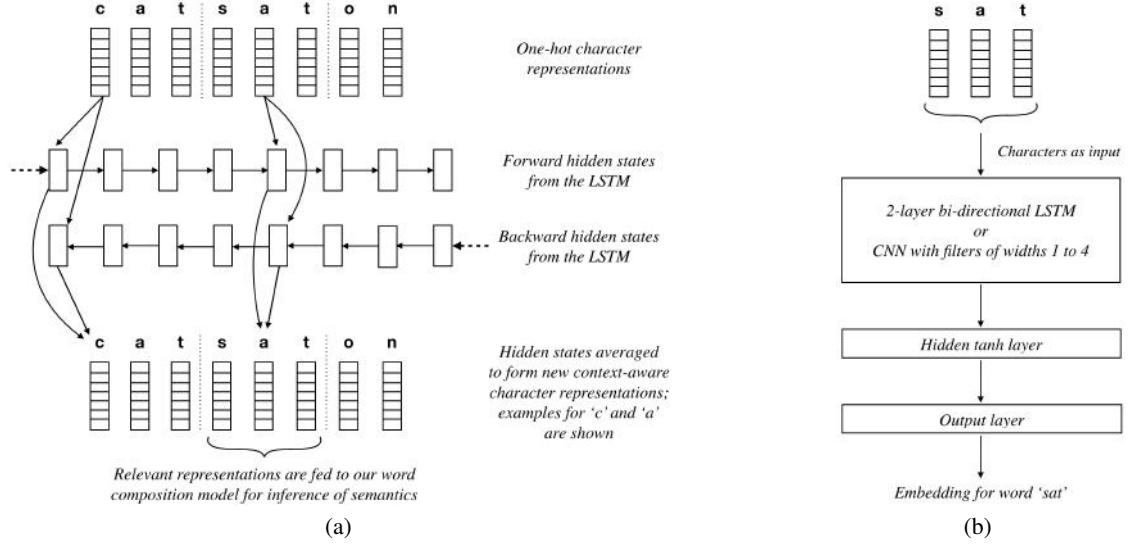 c a t s a t o n
One-hot character
representations
Forward hidden states
from the LSTM
Backward hidden states
from the LSTM
c a t s a t o n
Hidden states averaged
to form new context-aware
character representations;
examples for ‘c’ and ‘a’
are shown
Relevant representations are fed to our word
composition model for inference of semantics
(a)
s a t
Characters as input
2-layer bi-directional LSTM
or
CNN with filters of widths 1 to 4
Hidden tanh layer
Output layer
Embedding for word ‘sat’
(b)